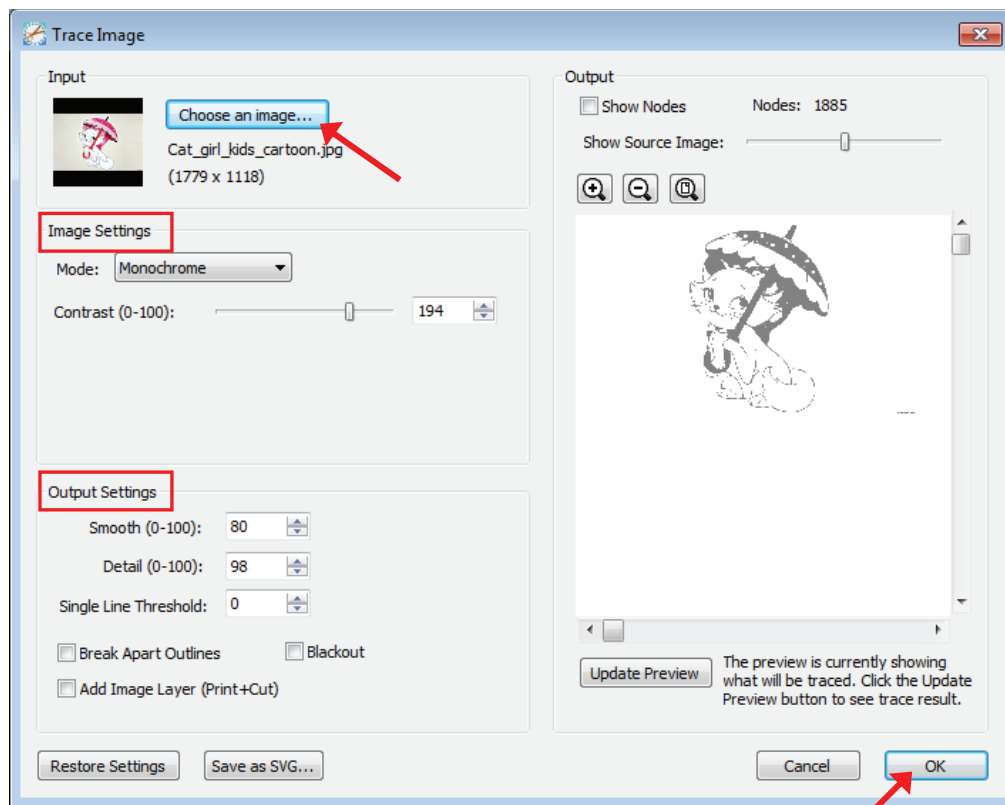 Trace Image
Input
Choose an image...
Cat_girl_kids_cartoon.jpg
(1779 x 1118)
Image Settings
Mode: Monochrome
Contrast (0-100): 194
Output Settings
Smooth (0-100): 80
Detail (0-100): 98
Single Line Threshold: 0
Break Apart Outlines Blackout
Add Image Layer (Print+Cut)
Restore Settings Save as SVG...
Output
Show Nodes Nodes: 1885
Show Source Image:
Update Preview
The preview is currently showing
what will be traced. Click the Update
Preview button to see trace result.
Cancel OK